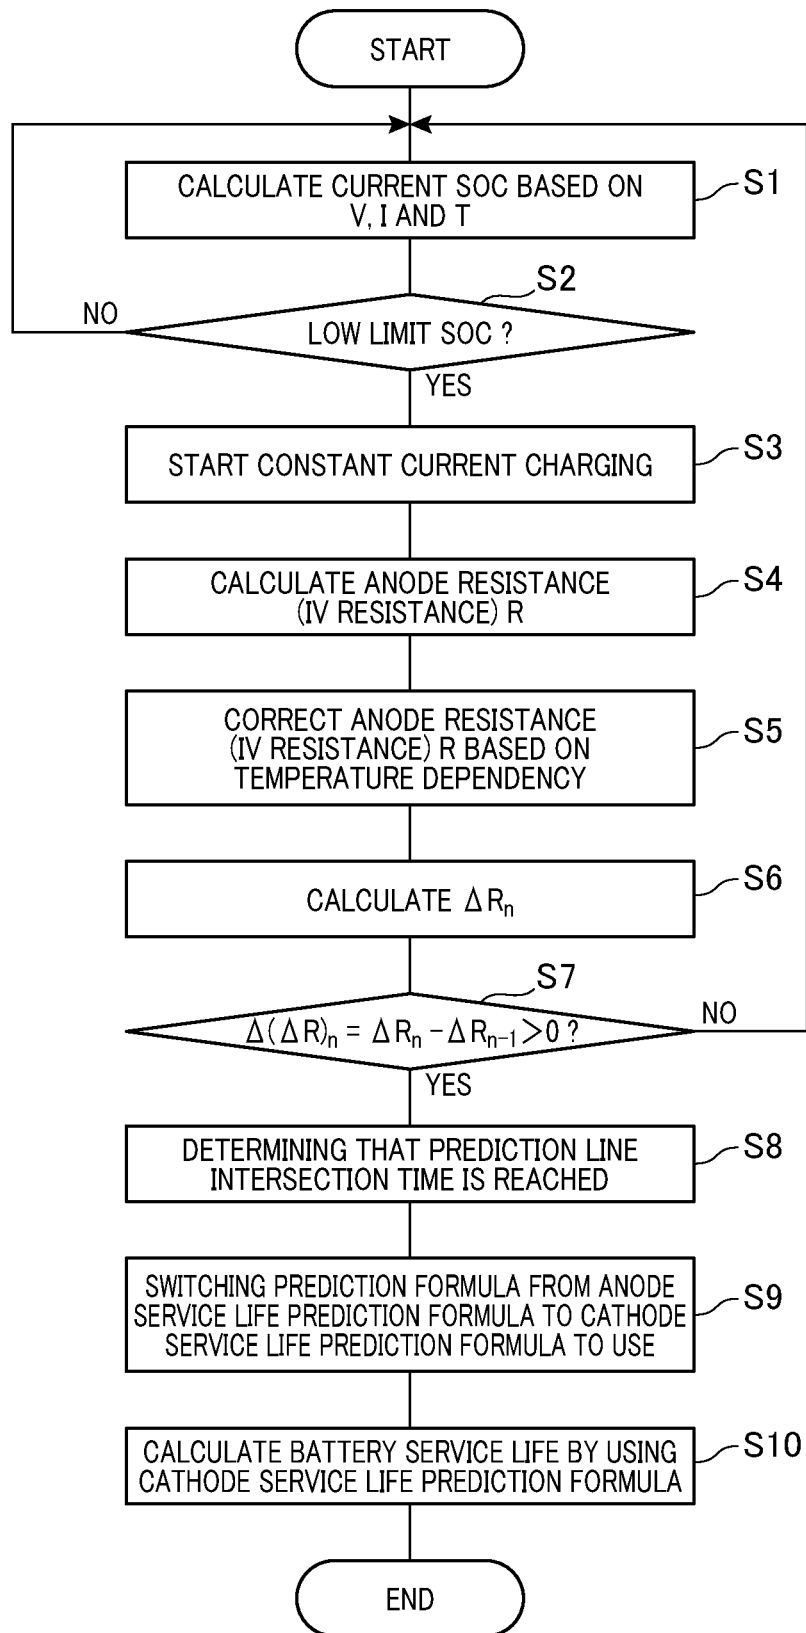 START
CALCULATE CURRENT SOC BASED ON
V, I AND T
S1
S2
NO
LOW LIMIT SOC ?
YES
START CONSTANT CURRENT CHARGING
S3
CALCULATE ANODE RESISTANCE
(IV RESISTANCE) R
S4
CORRECT ANODE RESISTANCE
(IV RESISTANCE) R BASED ON
TEMPERATURE DEPENDENCY
S5
CALCULATE ΔRn
S6
S7
Δ(ΔR)n = ΔRn - ΔRn-1 > 0 ?
NO
YES
DETERMINING THAT PREDICTION LINE
INTERSECTION TIME IS REACHED
S8
SWITCHING PREDICTION FORMULA FROM ANODE
SERVICE LIFE PREDICTION FORMULA TO CATHODE
SERVICE LIFE PREDICTION FORMULA TO USE
S9
CALCULATE BATTERY SERVICE LIFE BY USING
CATHODE SERVICE LIFE PREDICTION FORMULA
S10
END